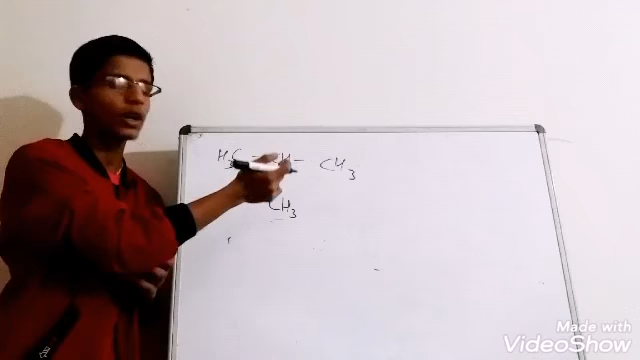 H₃C – CH – CH₃
CH₃
Made with
VideoShow